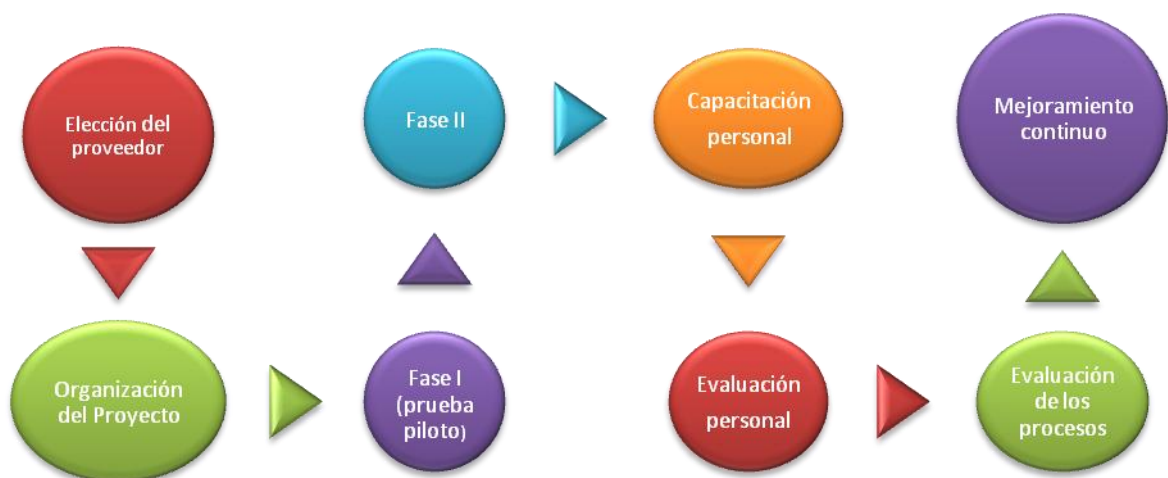 Elección del
proveedor
Organización
del Proyecto
Fase I
(prueba
piloto)
Fase II
Capacitación
personal
Evaluación
personal
Evaluación
de los
procesos
Mejoramiento
continuo